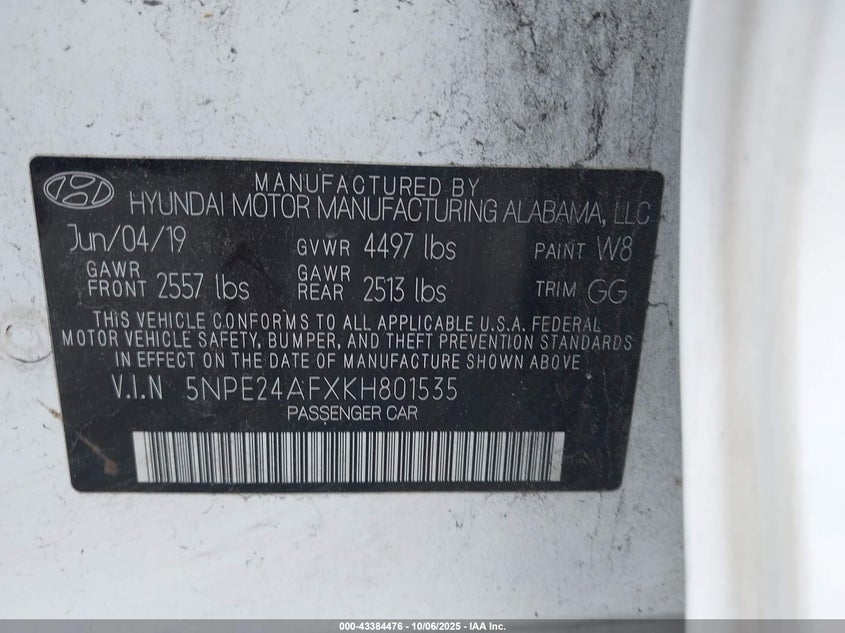 MANUFACTURED BY
HYUNDAI MOTOR MANUFACTURING ALABAMA, LLC
Jun/04/19 GVWR 4497 lbs PAINT W8
GAWR FRONT 2557 lbs GAWR REAR 2513 lbs TRIM GG
THIS VEHICLE CONFORMS TO ALL APPLICABLE U.S.A. FEDERAL
MOTOR VEHICLE SAFETY, BUMPER, AND THEFT PREVENTION STANDARDS
IN EFFECT ON THE DATE OF MANUFACTURE SHOWN ABOVE
V.I.N 5NPE24AFXKH801535
PASSENGER CAR
000-43384476 - 10/06/2025 - IAA Inc.